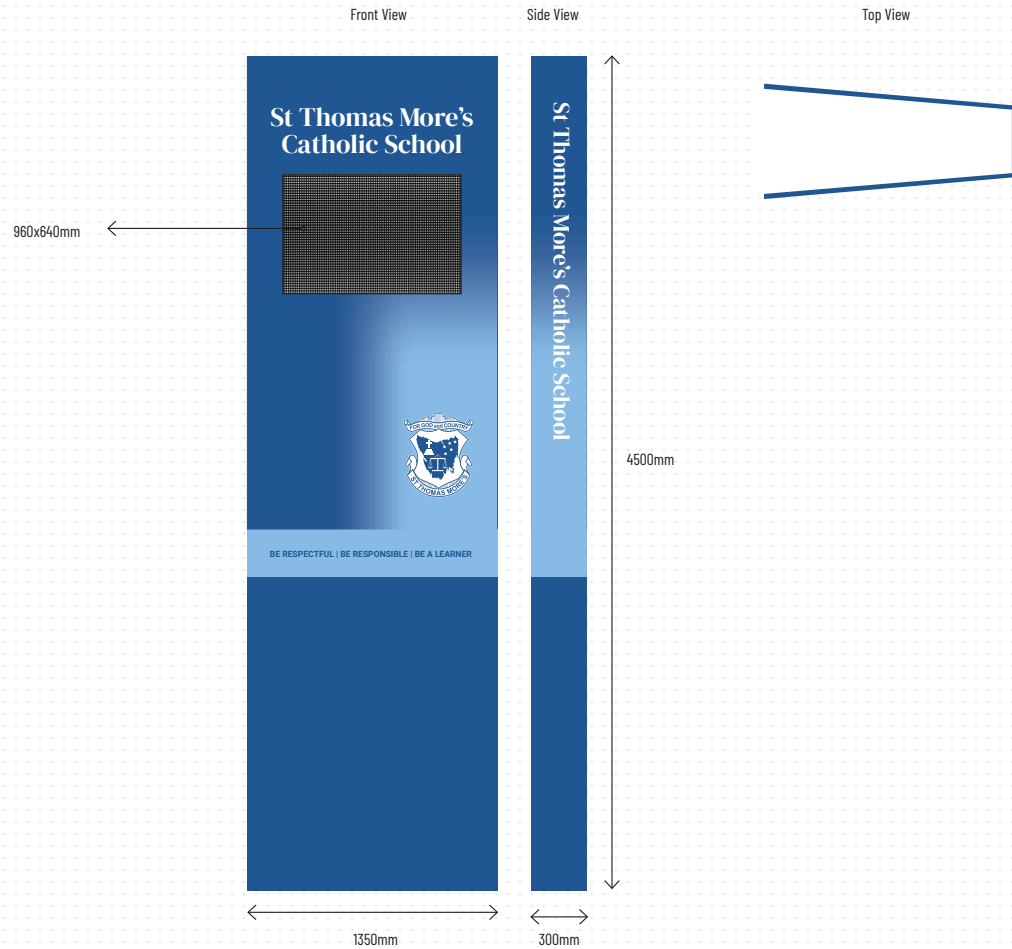 Front View
Side View
Top View
St Thomas More's
Catholic School
St Thomas More's Catholic School
960x640mm
FOR GOD and COUNTRY
ST THOMAS MORE'S
4500mm
BE RESPECTFUL | BE RESPONSIBLE | BE A LEARNER
1350mm
300mm